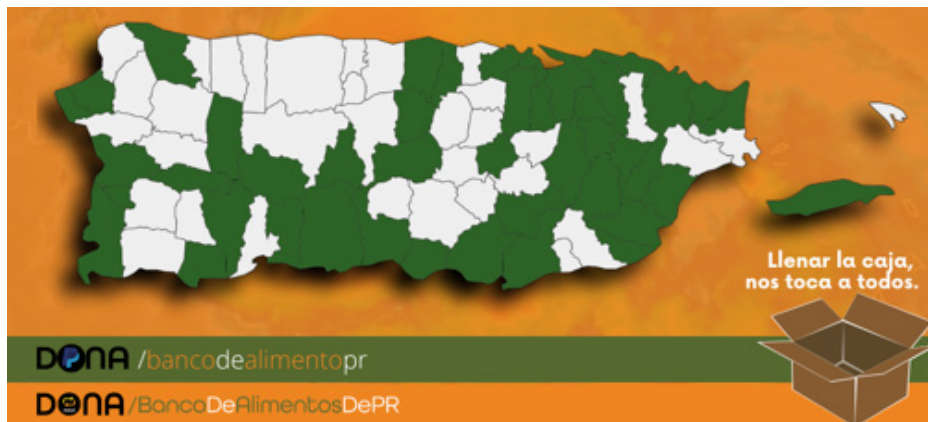 Llenar la caja,
nos toca a todos.
DONA /bancodealimentopr
DONA/BancoDeAlimentosDePR